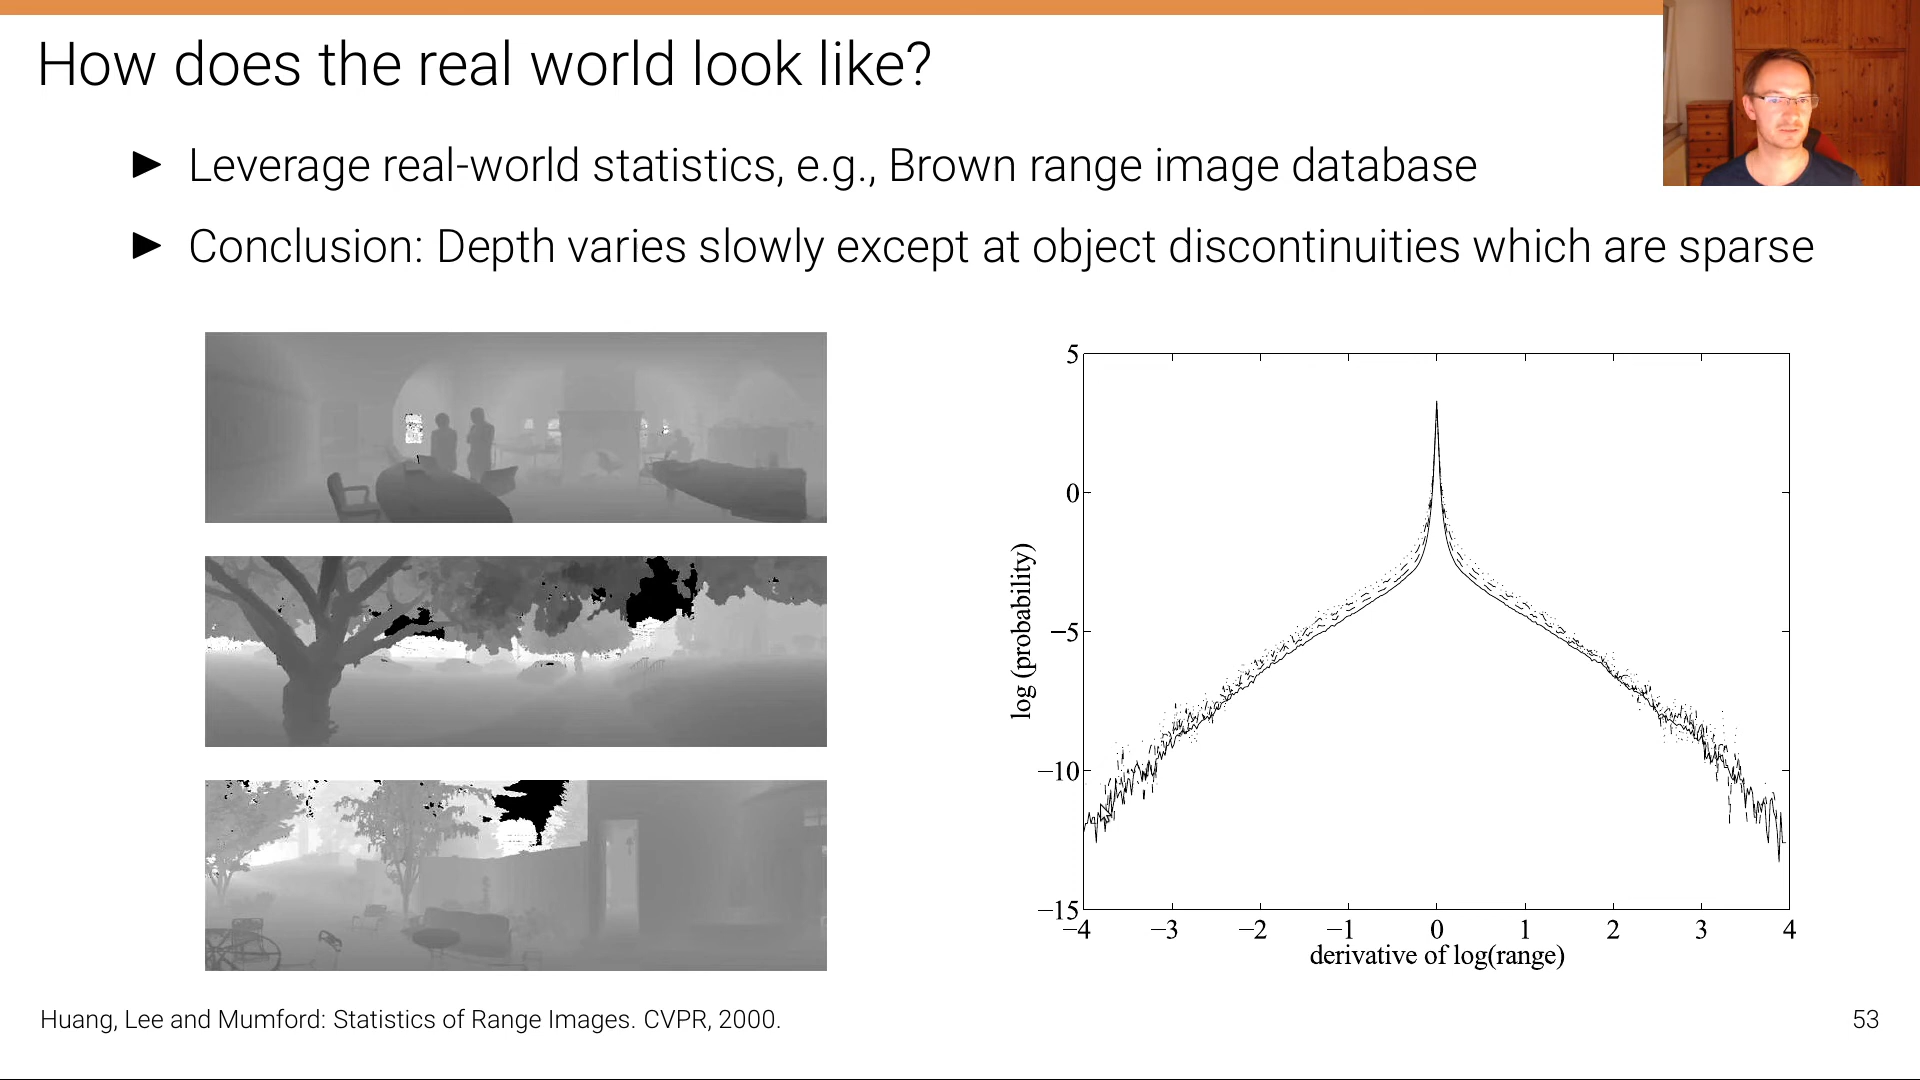 How does the real world look like?
► Leverage real-world statistics, e.g., Brown range image database
► Conclusion: Depth varies slowly except at object discontinuities which are sparse
5
0
−5
−10
−15
log (probability)
−4 −3 −2 −1 0 1 2 3 4
derivative of log(range)
Huang, Lee and Mumford: Statistics of Range Images. CVPR, 2000.
53